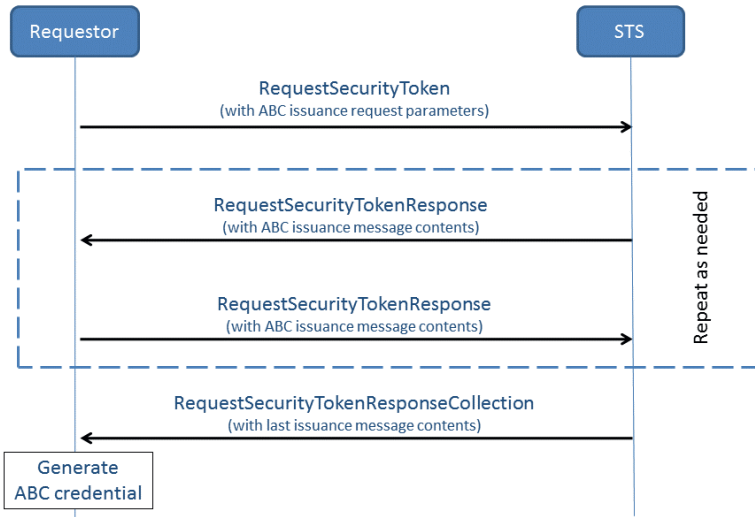 Requestor
STS
RequestSecurityToken
(with ABC issuance request parameters)
RequestSecurityTokenResponse
(with ABC issuance message contents)
Repeat as needed
RequestSecurityTokenResponse
(with ABC issuance message contents)
RequestSecurityTokenResponseCollection
(with last issuance message contents)
Generate
ABC credential